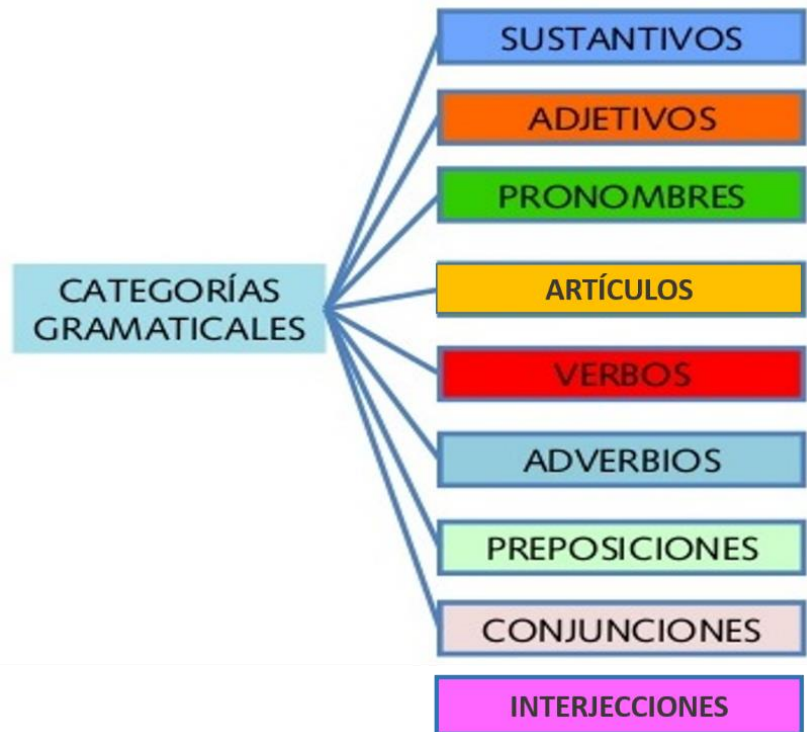 SUSTANTIVOS
ADJETIVOS
PRONOMBRES
CATEGORÍAS
GRAMATICALES
ARTÍCULOS
VERBOS
ADVERBIOS
PREPOSICIONES
CONJUNCIONES
INTERJECCIONES